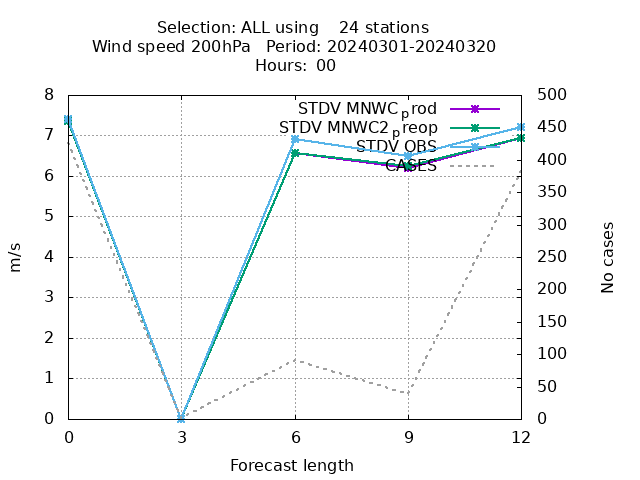 Selection: ALL using    24 stations
Wind speed 200hPa   Period: 20240301-20240320
Hours: 00
STDV MNWC_prod
STDV MNWC2_preop
STDV OBS
CASES
8
7
6
5
4
3
2
1
0
500
450
400
350
300
250
200
150
100
50
0
0 3 6 9 12
m/s
No cases
Forecast length